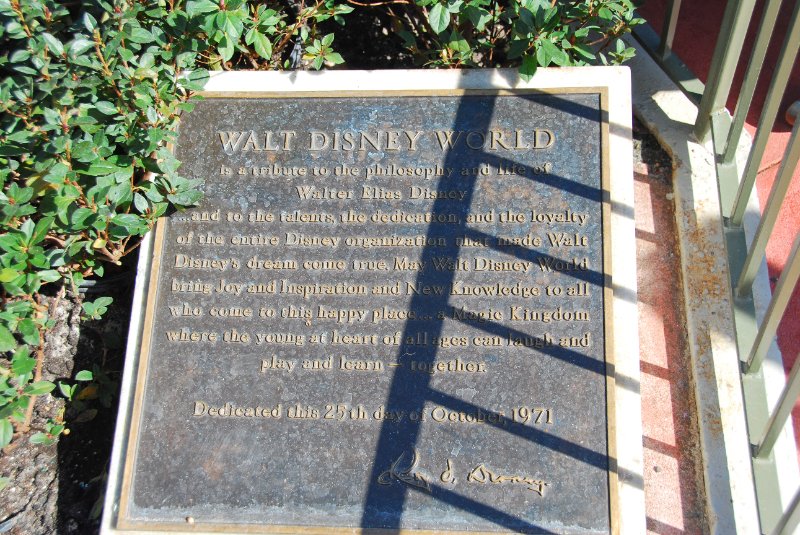 WALT DISNEY WORLD
is a tribute to the philosophy and life of
Walter Elias Disney
...and to the talents, the dedication, and the loyalty
of the entire Disney organization that made Walt
Disney's dream come true. May Walt Disney World
bring Joy and Inspiration and New Knowledge to all
who come to this happy place... a Magic Kingdom
where the young at heart of all ages can laugh and
play and learn — together.
Dedicated this 25th day of October, 1971
Roy O. Disney